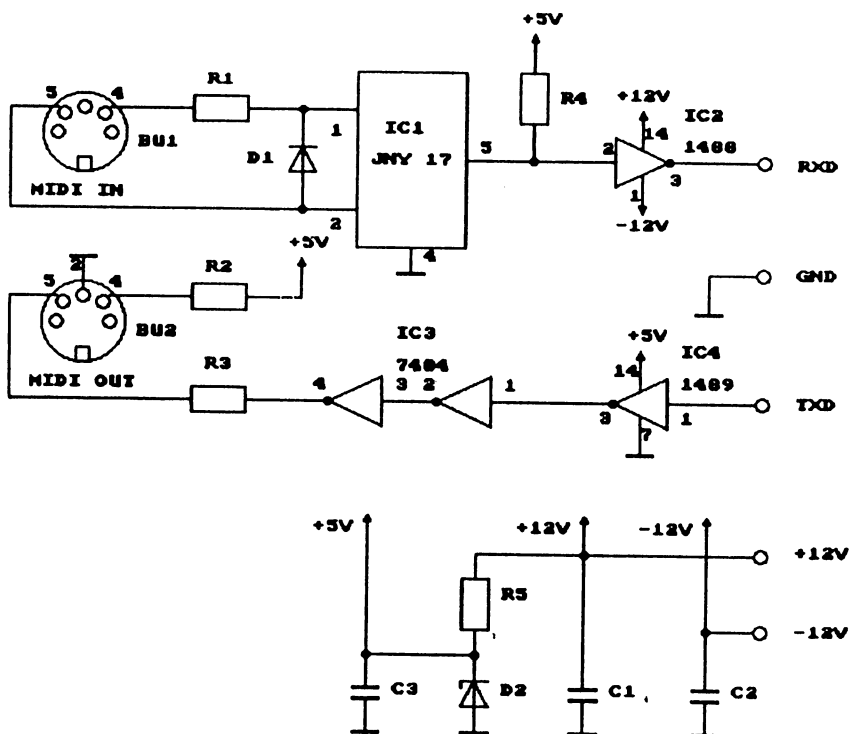 +5V
5 4 R1 R4 +12V IC2
BU1 D1 1 IC1 JNY 17 5 2 14 1488 RXD
3
MIDI IN 1
2 -12V
2 +5V 4
5 4 R2 GND
BU2 IC3 +5V IC4
R3 7404 14 1489
MIDI OUT 4 3 2 1 3 1 TXD
7
+5V +12V -12V
+12V
R5
-12V
C3 D2 C1 C2